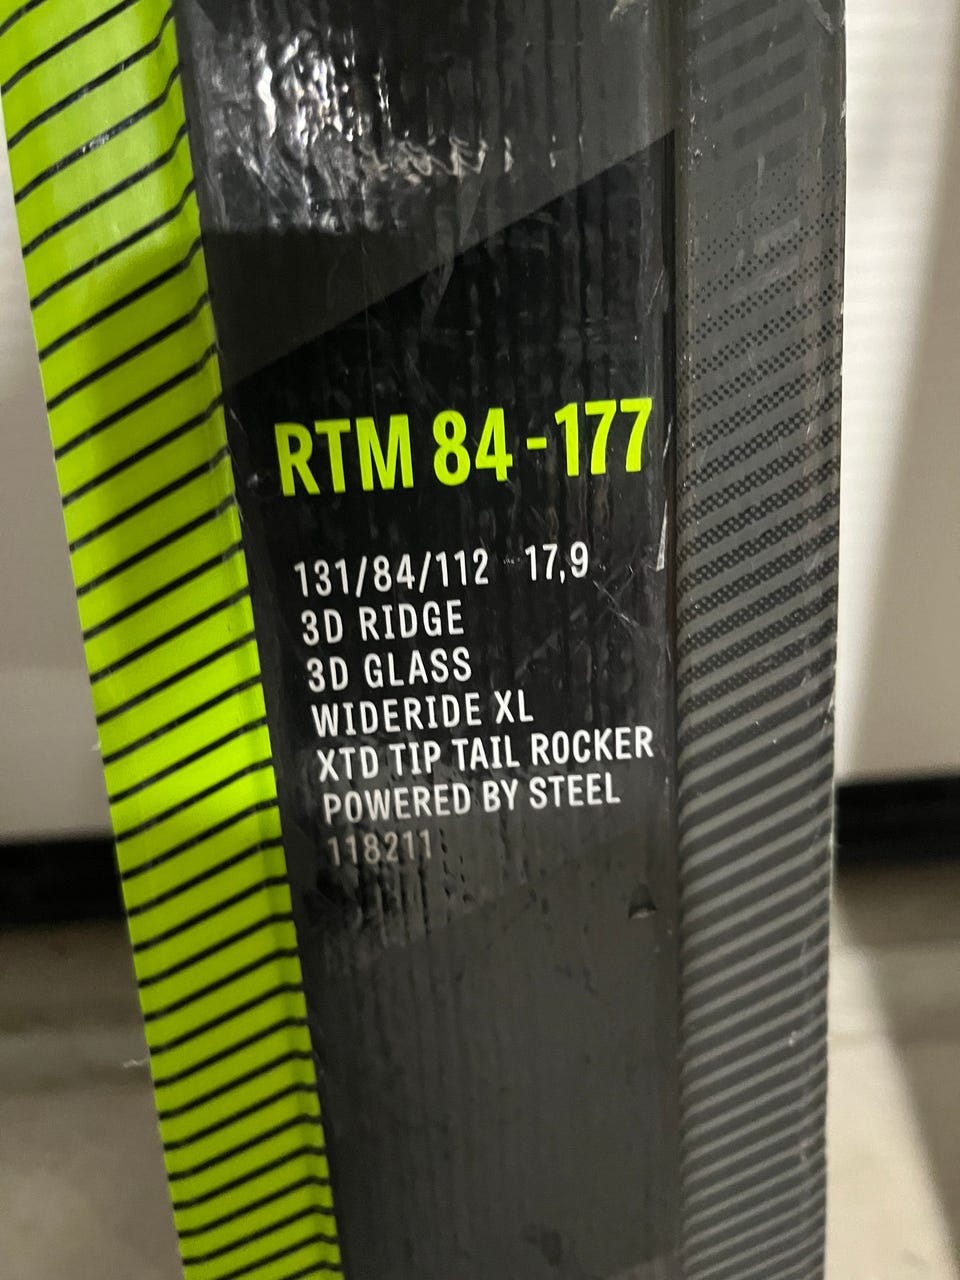 RTM 84 - 177
131/84/112 17,9
3D RIDGE
3D GLASS
WIDERIDE XL
XTD TIP TAIL ROCKER
POWERED BY STEEL
118211